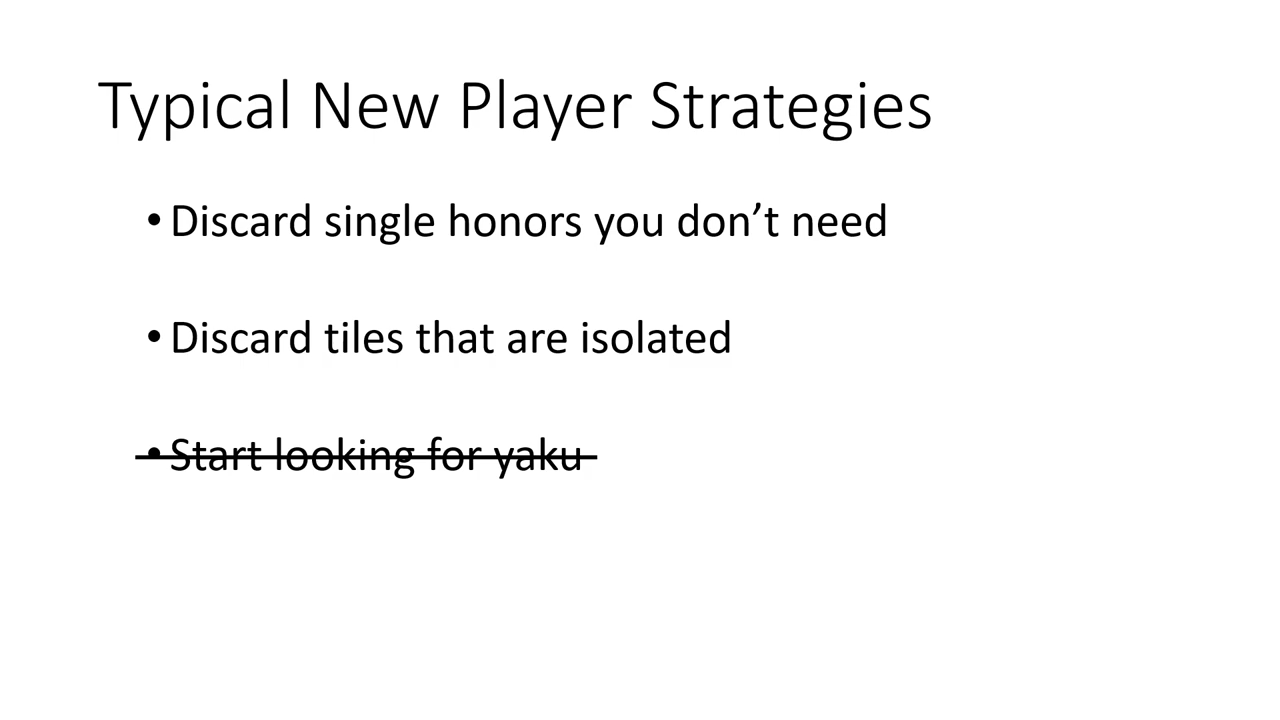 Typical New Player Strategies
• Discard single honors you don’t need
• Discard tiles that are isolated
• Start looking for yaku